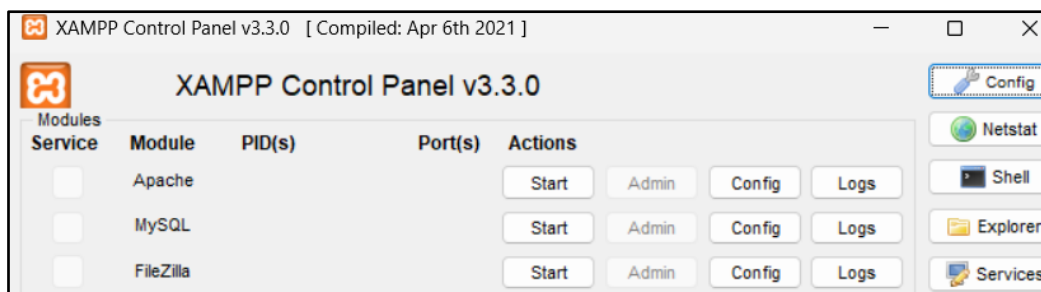 XAMPP Control Panel v3.3.0 [ Compiled: Apr 6th 2021 ]
XAMPP Control Panel v3.3.0
Config
Modules
Netstat
Service Module PID(s) Port(s) Actions
Apache Start Admin Config Logs
Shell
MySQL Start Admin Config Logs
Explorer
FileZilla Start Admin Config Logs
Services